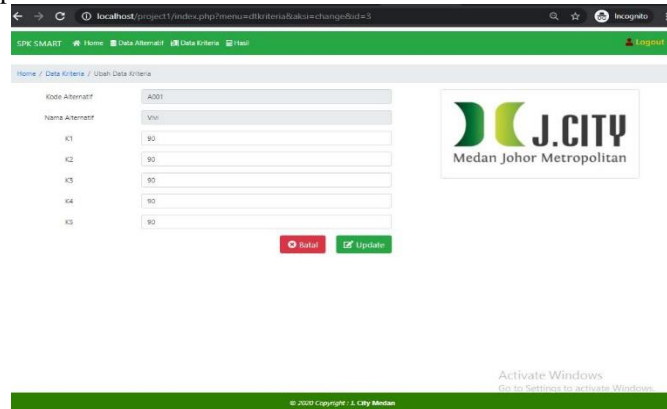 localhost/project1/index.php?menu=dtkriteria&aksi=change&id=3
Incognito
SPK SMART Home Data Alternatif Data Kriteria Hasil Logout
Home / Data Kriteria / Ubah Data Kriteria
Kode Alternatif A001
Nama Alternatif VIVI
K1 90
K2 90
K3 90
K4 90
K5 90
Batal Update
J.CITY
Medan Johor Metropolitan
Activate Windows
Go to Settings to activate Windows.
© 2020 Copyright : J. City Medan